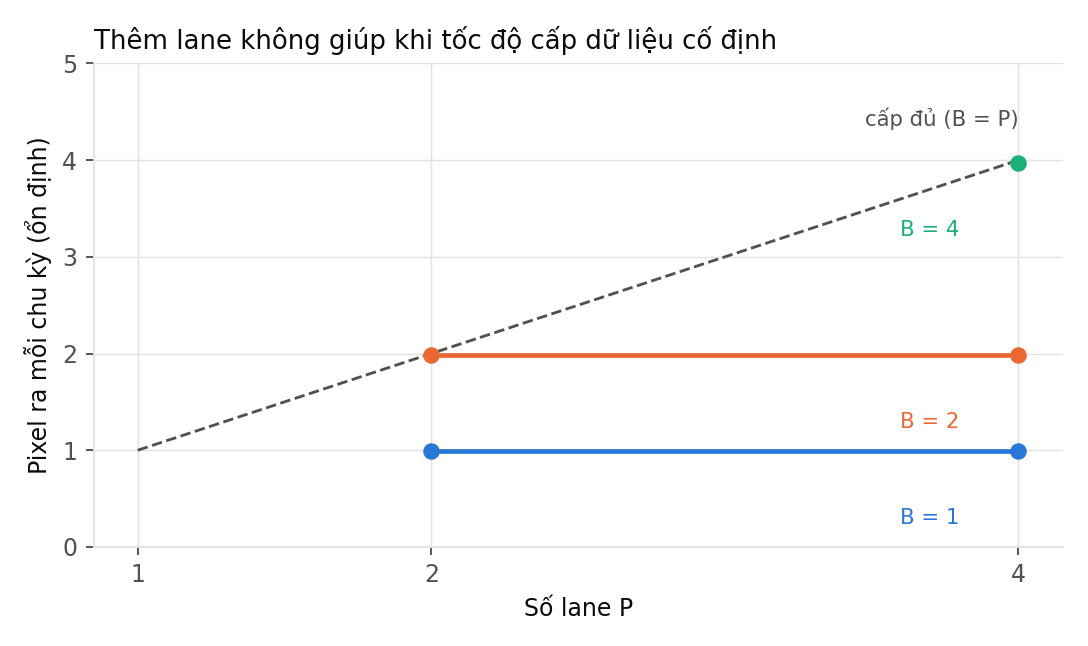 Thêm lane không giúp khi tốc độ cấp dữ liệu cố định
Pixel ra mỗi chu kỳ (ổn định)
5
4
3
2
1
0
cấp đủ (B = P)
B = 4
B = 2
B = 1
1
2
4
Số lane P